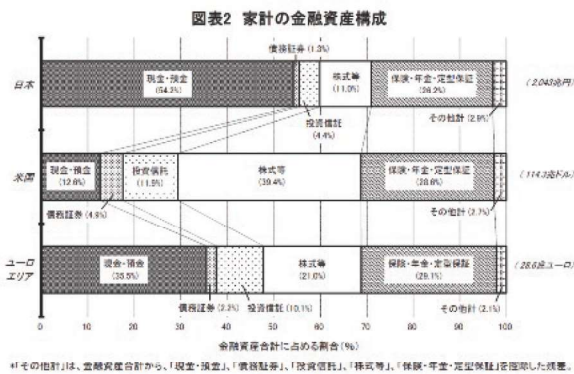 図表2 家計の金融資産構成
債務証券(1.3%)
日本
現金・預金
(54.2%)
株式等
(11.0%)
保険・年金・定型保証
(26.2%)
(2,043兆円)
投資信託
(4.4%)
その他計(2.9%)
米国
現金・預金
(12.6%)
投資信託
(11.9%)
株式等
(39.4%)
保険・年金・定型保証
(28.6%)
(114.3兆ドル)
債務証券(4.9%)
その他計(2.7%)
ユーロ
エリア
現金・預金
(35.5%)
株式等
(21.0%)
保険・年金・定型保証
(29.1%)
(28.6兆ユーロ)
債務証券(2.2%)
投資信託(10.1%)
その他計(2.1%)
0 10 20 30 40 50 60 70 80 90 100
金融資産合計に占める割合(%)
*「その他計」は、金融資産合計から、「現金・預金」、「債務証券」、「投資信託」、「株式等」、「保険・年金・定型保証」を控除した残差。